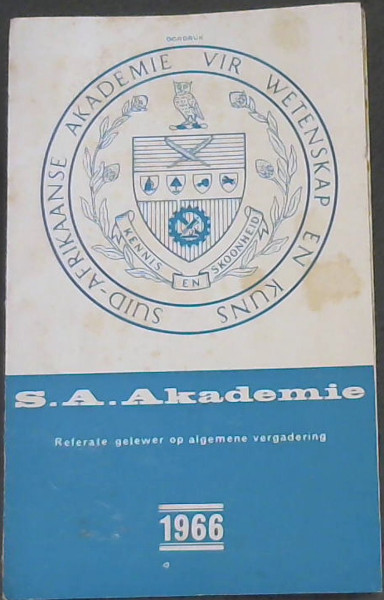 OORDRUK
SUID-AFRIKAANSE AKADEMIE VIR WETENSKAP EN KUNS
KENNIS
EN
SKOONHEID
S.A. Akademie
Referate gelewer op algemene vergadering
1966